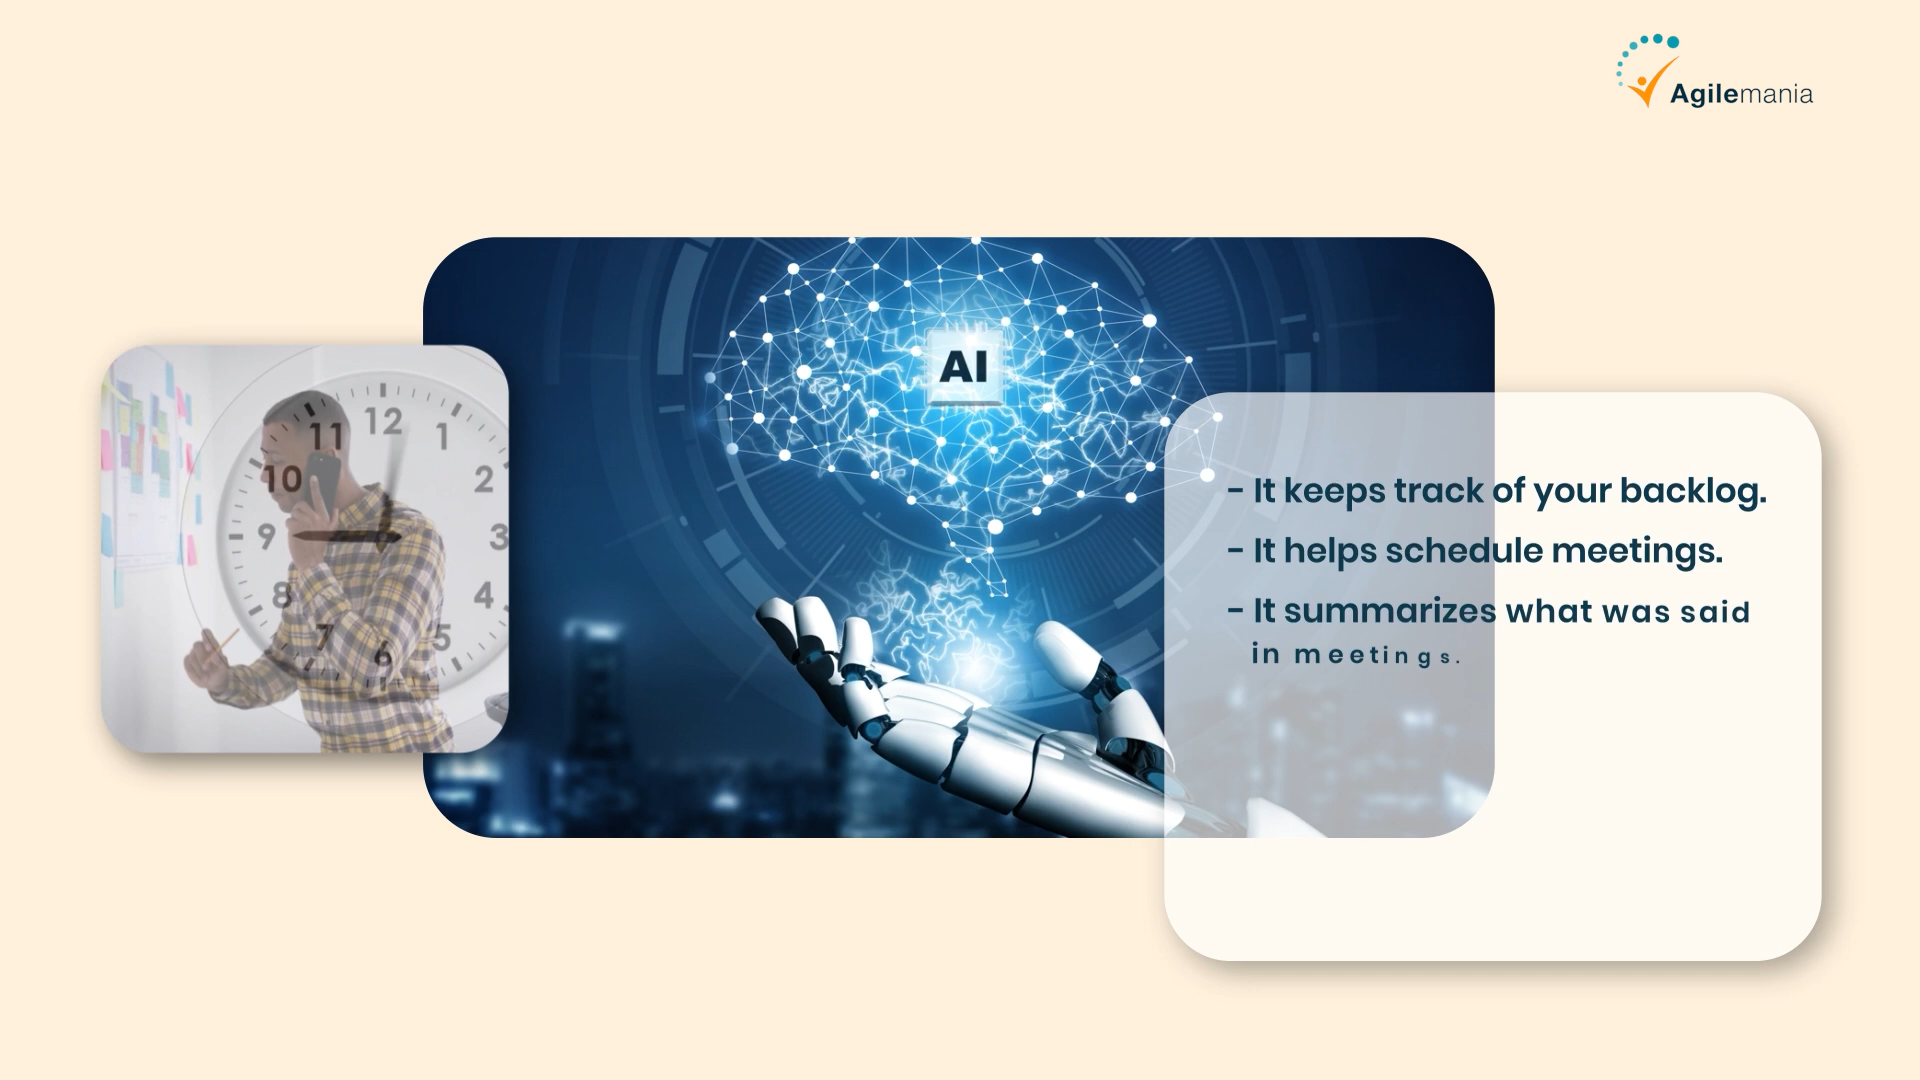 Agilemania
AI
12
11
1
10
2
9
3
8
4
7
5
6
- It keeps track of your backlog.
- It helps schedule meetings.
- It summarizes what was said
in meetings.